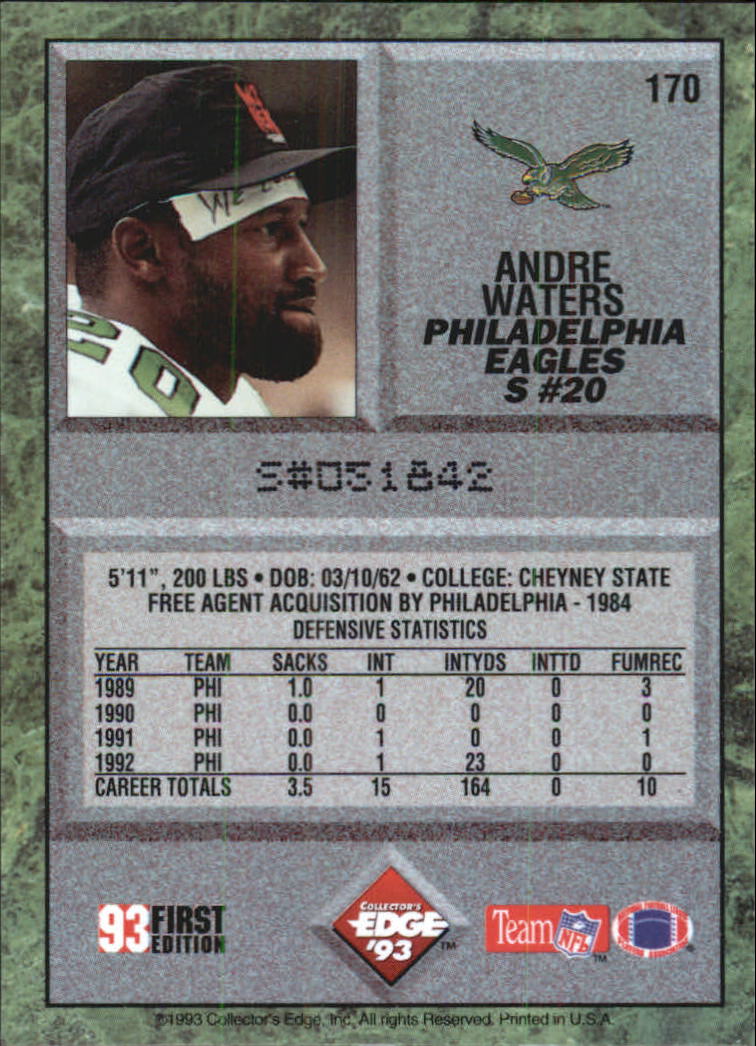 170
WE
20
ANDRE
WATERS
PHILADELPHIA
EAGLES
S #20
S#051842
5'11", 200 LBS • DOB: 03/10/62 • COLLEGE: CHEYNEY STATE
FREE AGENT ACQUISITION BY PHILADELPHIA - 1984
DEFENSIVE STATISTICS
YEAR TEAM SACKS INT INTYDS INTTD FUMREC
1989 PHI 1.0 1 20 0 3
1990 PHI 0.0 0 0 0 0
1991 PHI 0.0 1 0 0 1
1992 PHI 0.0 1 23 0 0
CAREER TOTALS 3.5 15 164 0 10
93 FIRST
EDITION
COLLECTOR'S
EDGE
'93 ™
Team NFL ™
®
©1993 Collector's Edge, Inc. All rights Reserved. Printed in U.S.A.